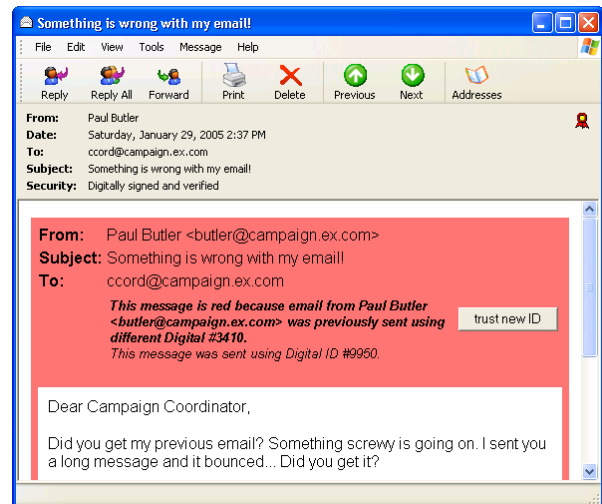 Something is wrong with my email!
File Edit View Tools Message Help
Reply Reply All Forward Print Delete Previous Next Addresses
From: Paul Butler
Date: Saturday, January 29, 2005 2:37 PM
To: ccord@campaign.ex.com
Subject: Something is wrong with my email!
Security: Digitally signed and verified
From: Paul Butler <butler@campaign.ex.com>
Subject: Something is wrong with my email!
To: ccord@campaign.ex.com
This message is red because email from Paul Butler
<butler@campaign.ex.com> was previously sent using
different Digital #3410.
This message was sent using Digital ID #9950.
trust new ID
Dear Campaign Coordinator,
Did you get my previous email? Something screwy is going on. I sent you
a long message and it bounced... Did you get it?